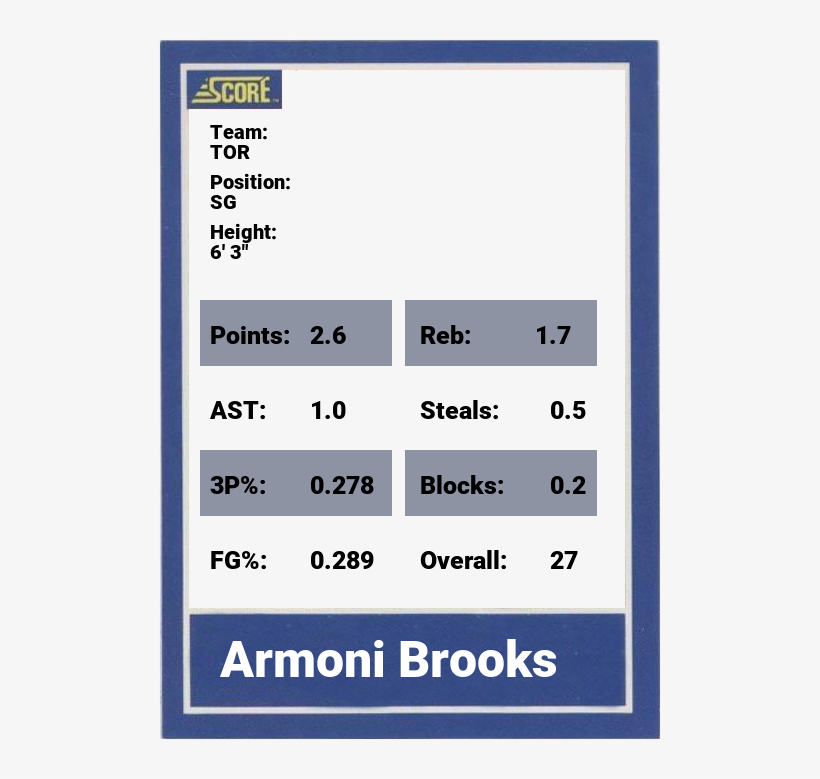 SCORE™
Team:
TOR
Position:
SG
Height:
6' 3"
Points: 2.6 Reb: 1.7
AST: 1.0 Steals: 0.5
3P%: 0.278 Blocks: 0.2
FG%: 0.289 Overall: 27
Armoni Brooks